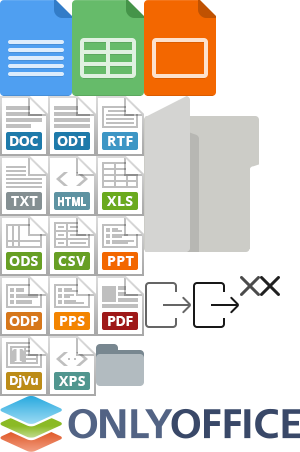 DOC ODT RTF
TXT HTML XLS
ODS CSV PPT
ODP PPS PDF
DjVu XPS
ONLYOFFICE